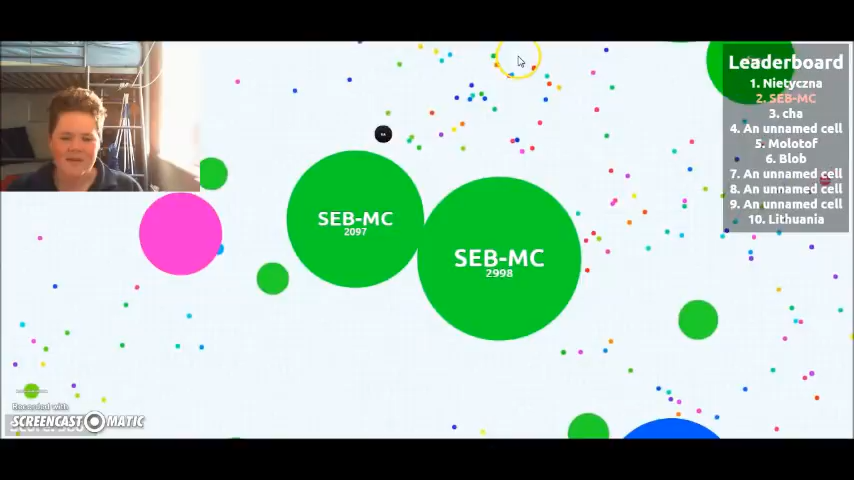 Leaderboard
1. Nietyczna
2. SEB-MC
3. cha
4. An unnamed cell
5. Molotof
6. Blob
7. An unnamed cell
8. An unnamed cell
9. An unnamed cell
10. Lithuania
SEB-MC
2097
SEB-MC
2998
Recorded with
SCREENCAST MATIC